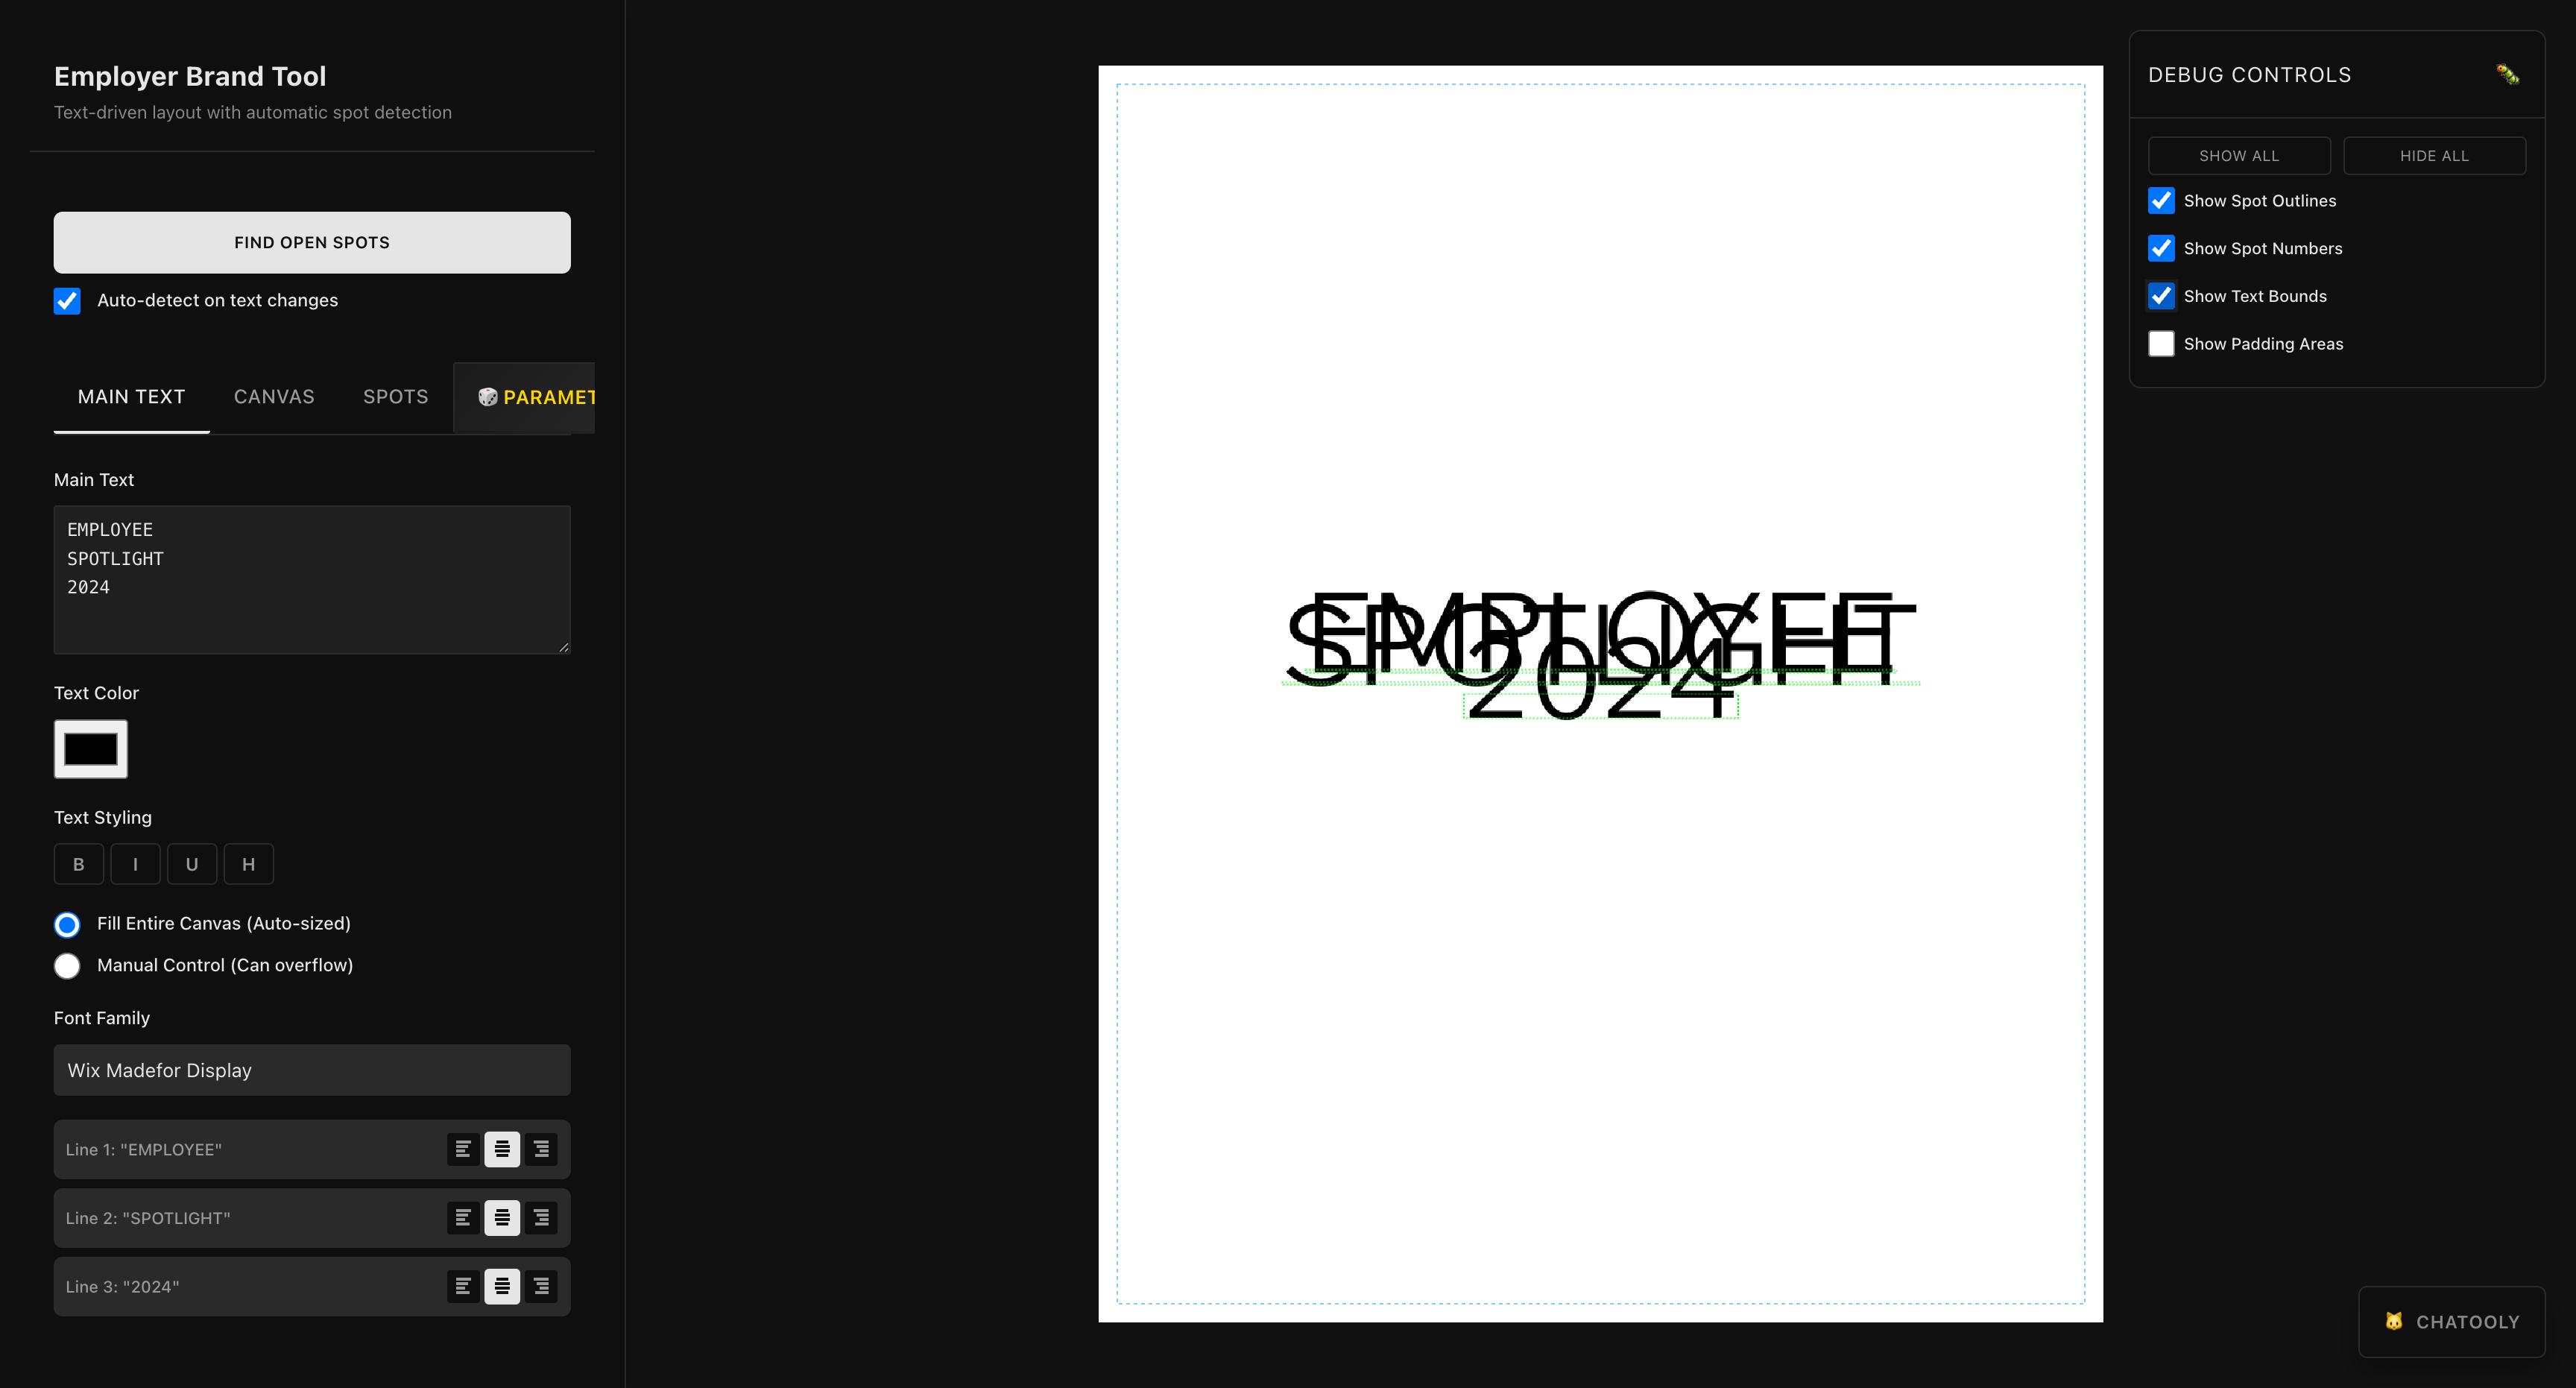 Employer Brand Tool
Text-driven layout with automatic spot detection
FIND OPEN SPOTS
Auto-detect on text changes
MAIN TEXT
CANVAS
SPOTS
PARAMET
Main Text
EMPLOYEE
SPOTLIGHT
2024
Text Color
Text Styling
B
I
U
H
Fill Entire Canvas (Auto-sized)
Manual Control (Can overflow)
Font Family
Wix Madefor Display
Line 1: "EMPLOYEE"
Line 2: "SPOTLIGHT"
Line 3: "2024"
EMPLOYEE
SPOTLIGHT
2024
DEBUG CONTROLS
SHOW ALL
HIDE ALL
Show Spot Outlines
Show Spot Numbers
Show Text Bounds
Show Padding Areas
CHATOOLY